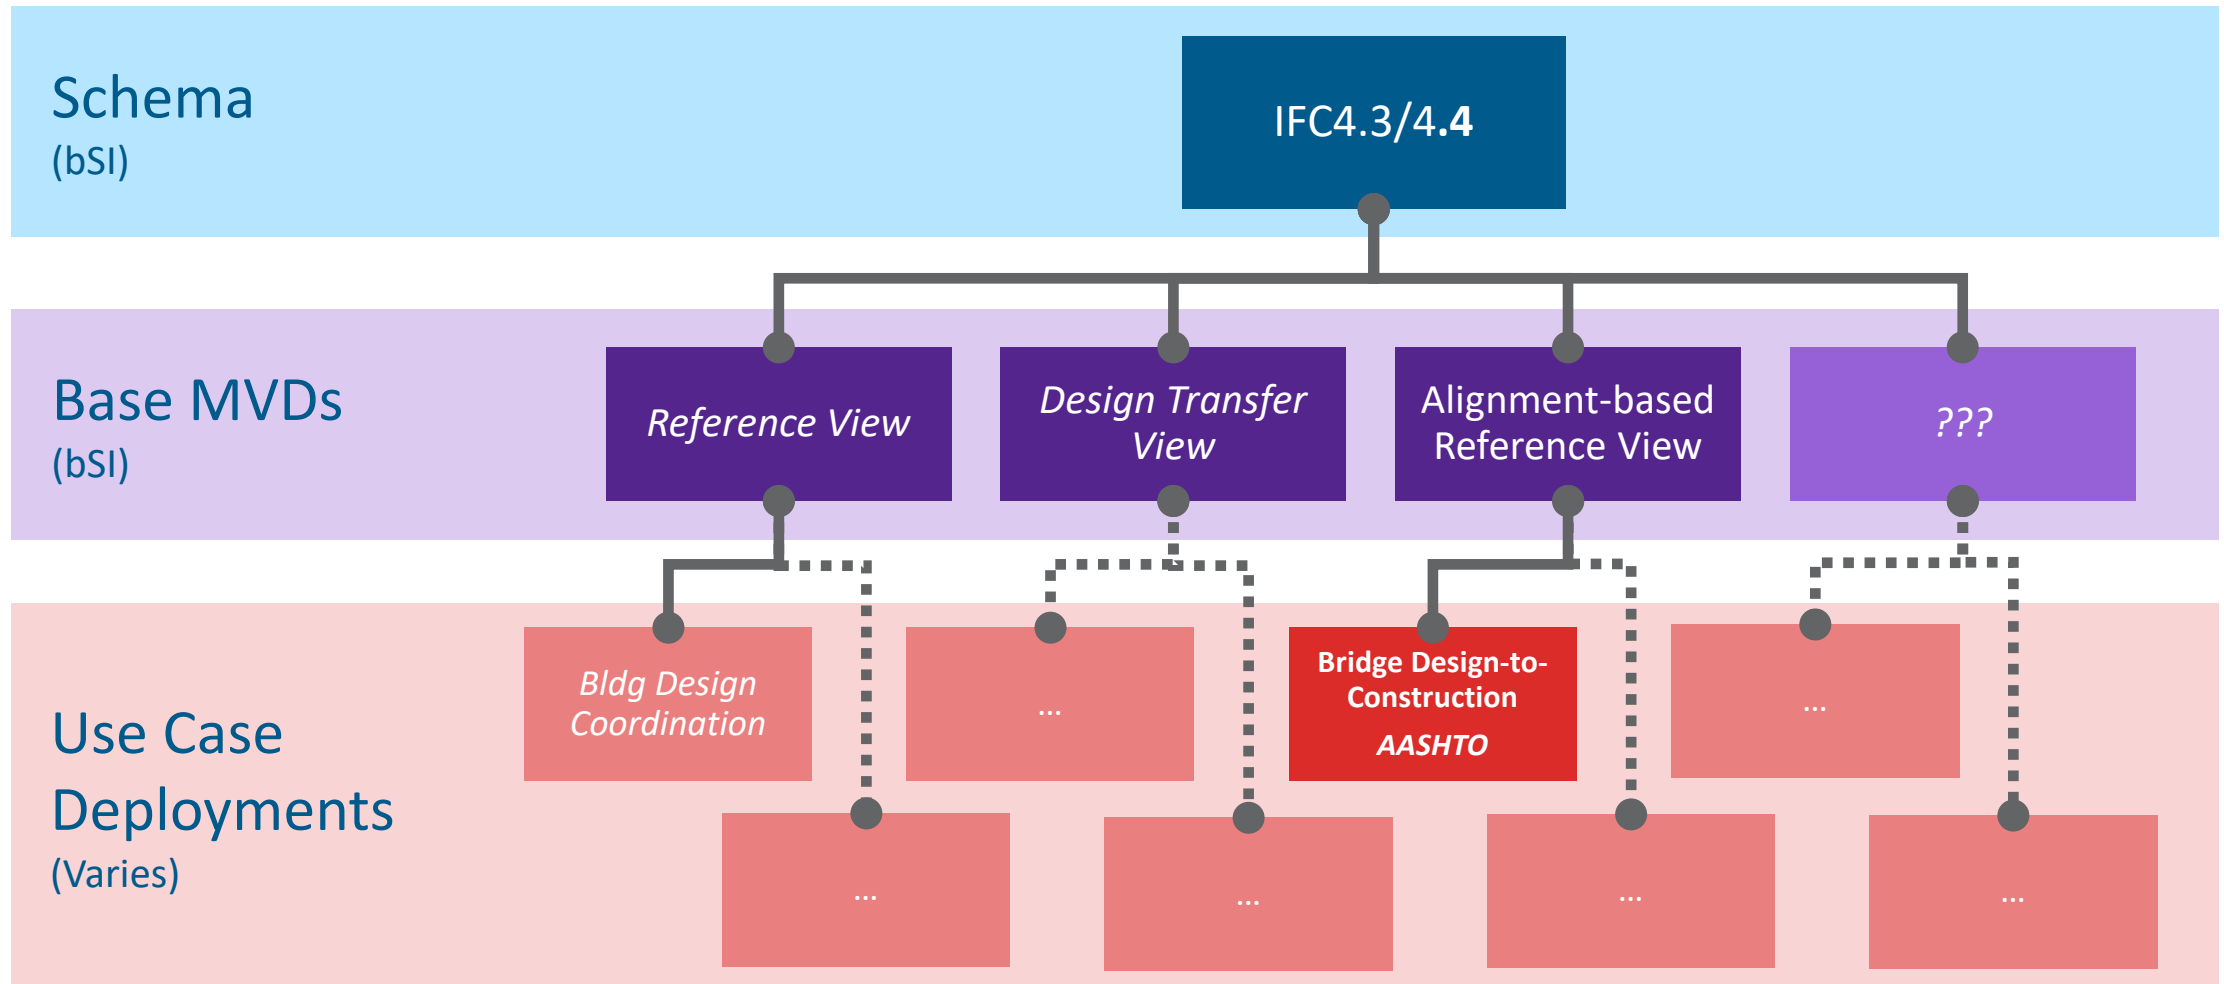 Schema
(bSI)
IFC4.3/4.4
Base MVDs
(bSI)
Reference View
Design Transfer
View
Alignment-based
Reference View
???
Use Case
Deployments
(Varies)
Bldg Design
Coordination
...
Bridge Design-to-
Construction
AASHTO
...
...
...
...
...